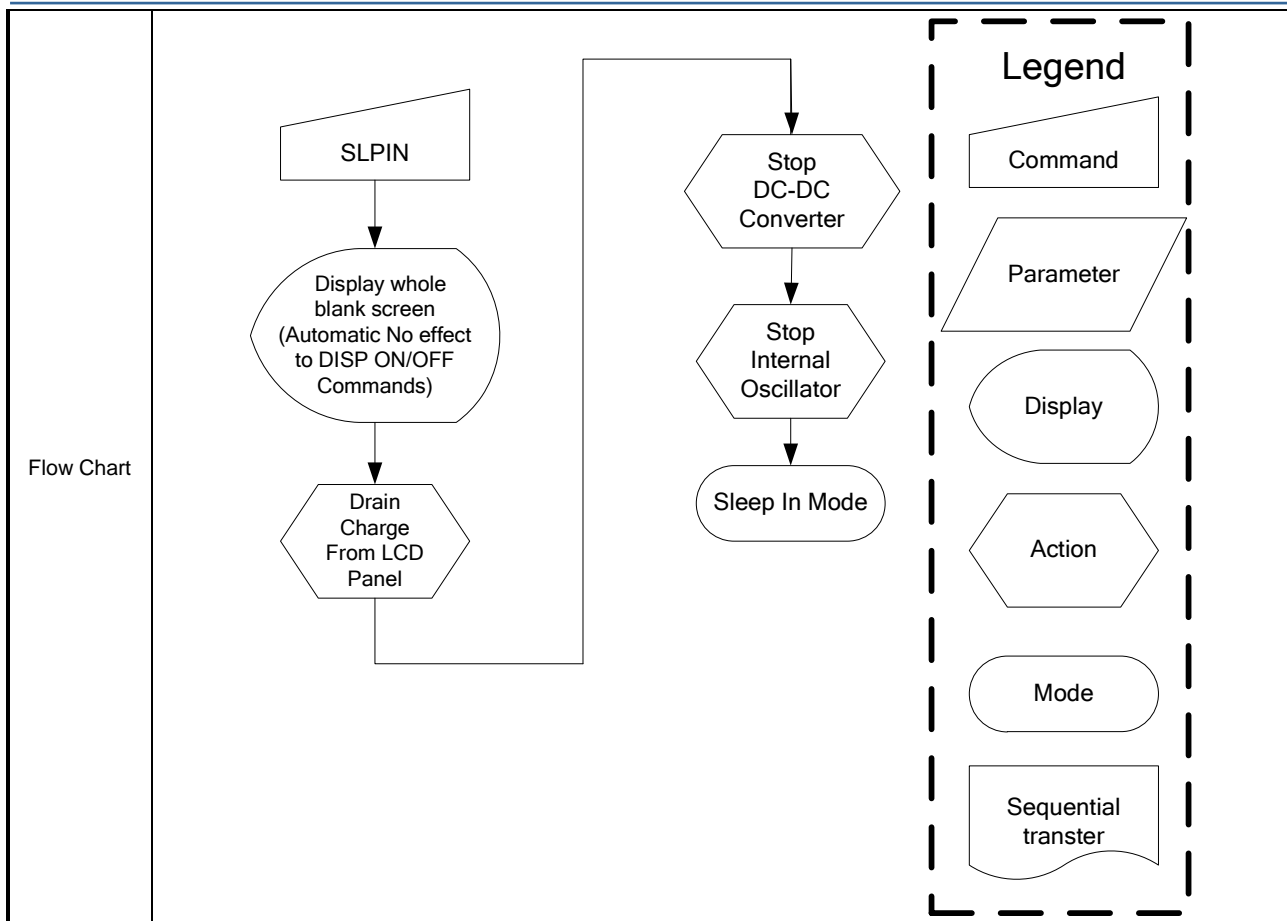 Flow Chart
SLPIN
Display whole
blank screen
(Automatic No effect
to DISP ON/OFF
Commands)
Drain
Charge
From LCD
Panel
Stop
DC-DC
Converter
Stop
Internal
Oscillator
Sleep In Mode
Legend
Command
Parameter
Display
Action
Mode
Sequential
transter